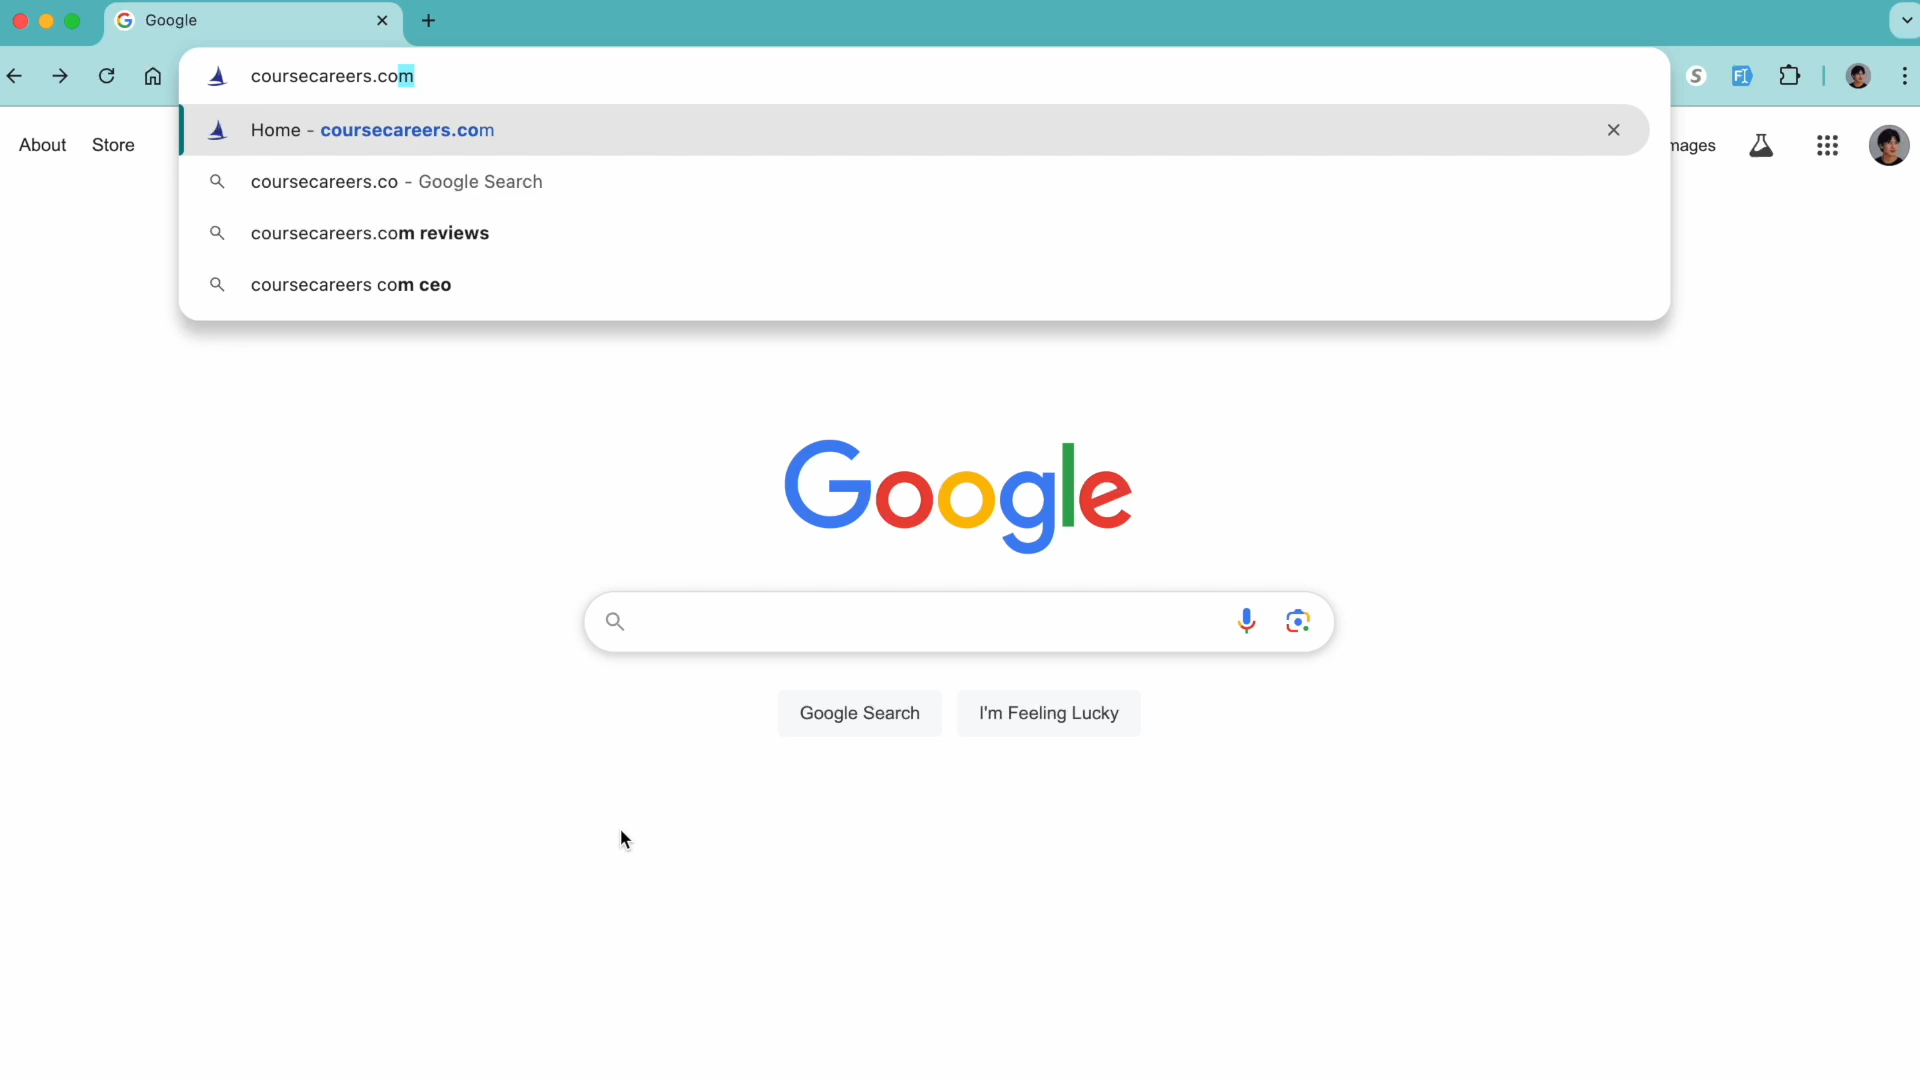 Google
coursecareers.com
Home - coursecareers.com
coursecareers.co - Google Search
coursecareers.com reviews
coursecareers com ceo
About Store
mages
Google
Google Search I'm Feeling Lucky